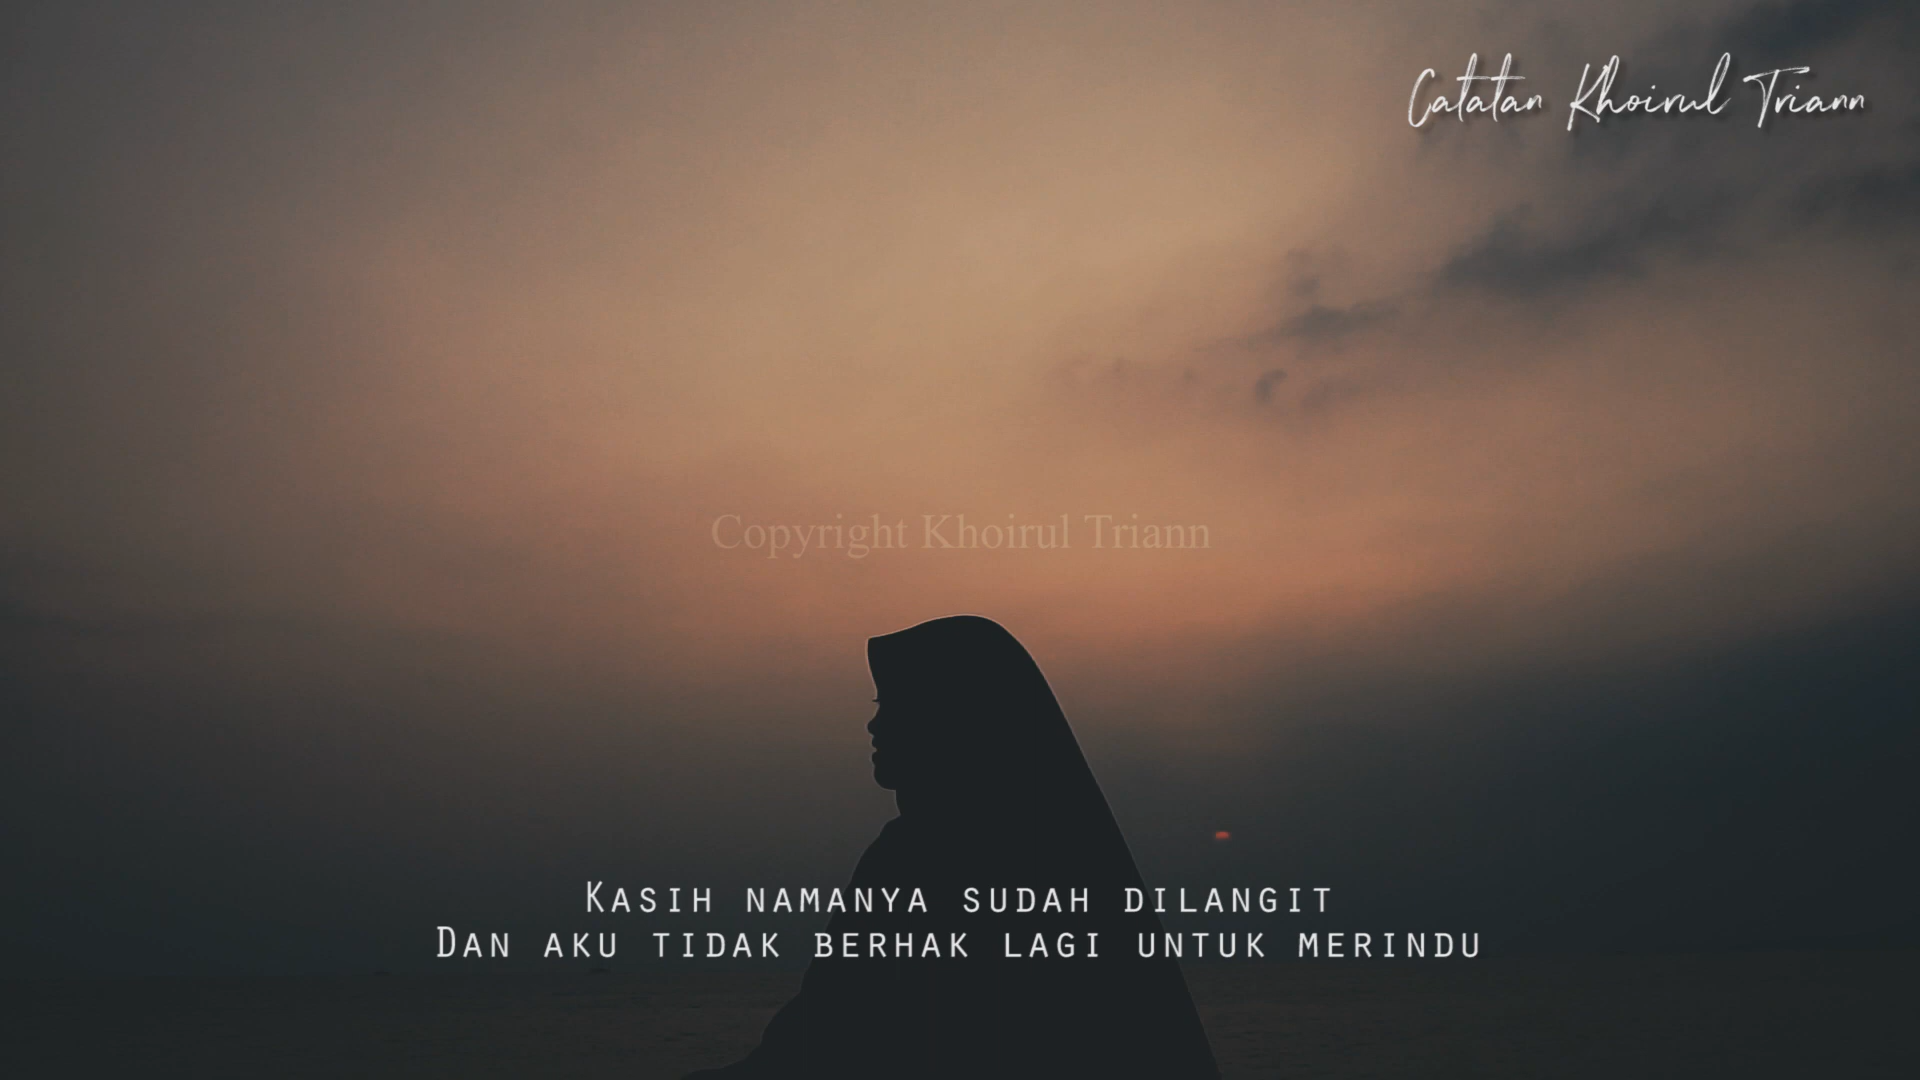 Catatan Khoirul Triann
Copyright Khoirul Triann
Kasih namanya sudah dilangit
Dan aku tidak berhak lagi untuk merindu